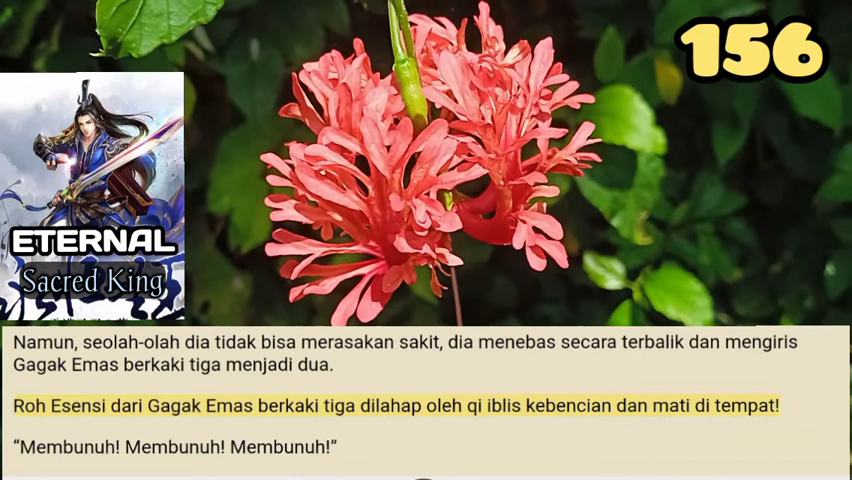 156
ETERNAL
Sacred King
Namun, seolah-olah dia tidak bisa merasakan sakit, dia menebas secara terbalik dan mengiris
Gagak Emas berkaki tiga menjadi dua.
Roh Esensi dari Gagak Emas berkaki tiga dilahap oleh qi iblis kebencian dan mati di tempat!
“Membunuh! Membunuh! Membunuh!”